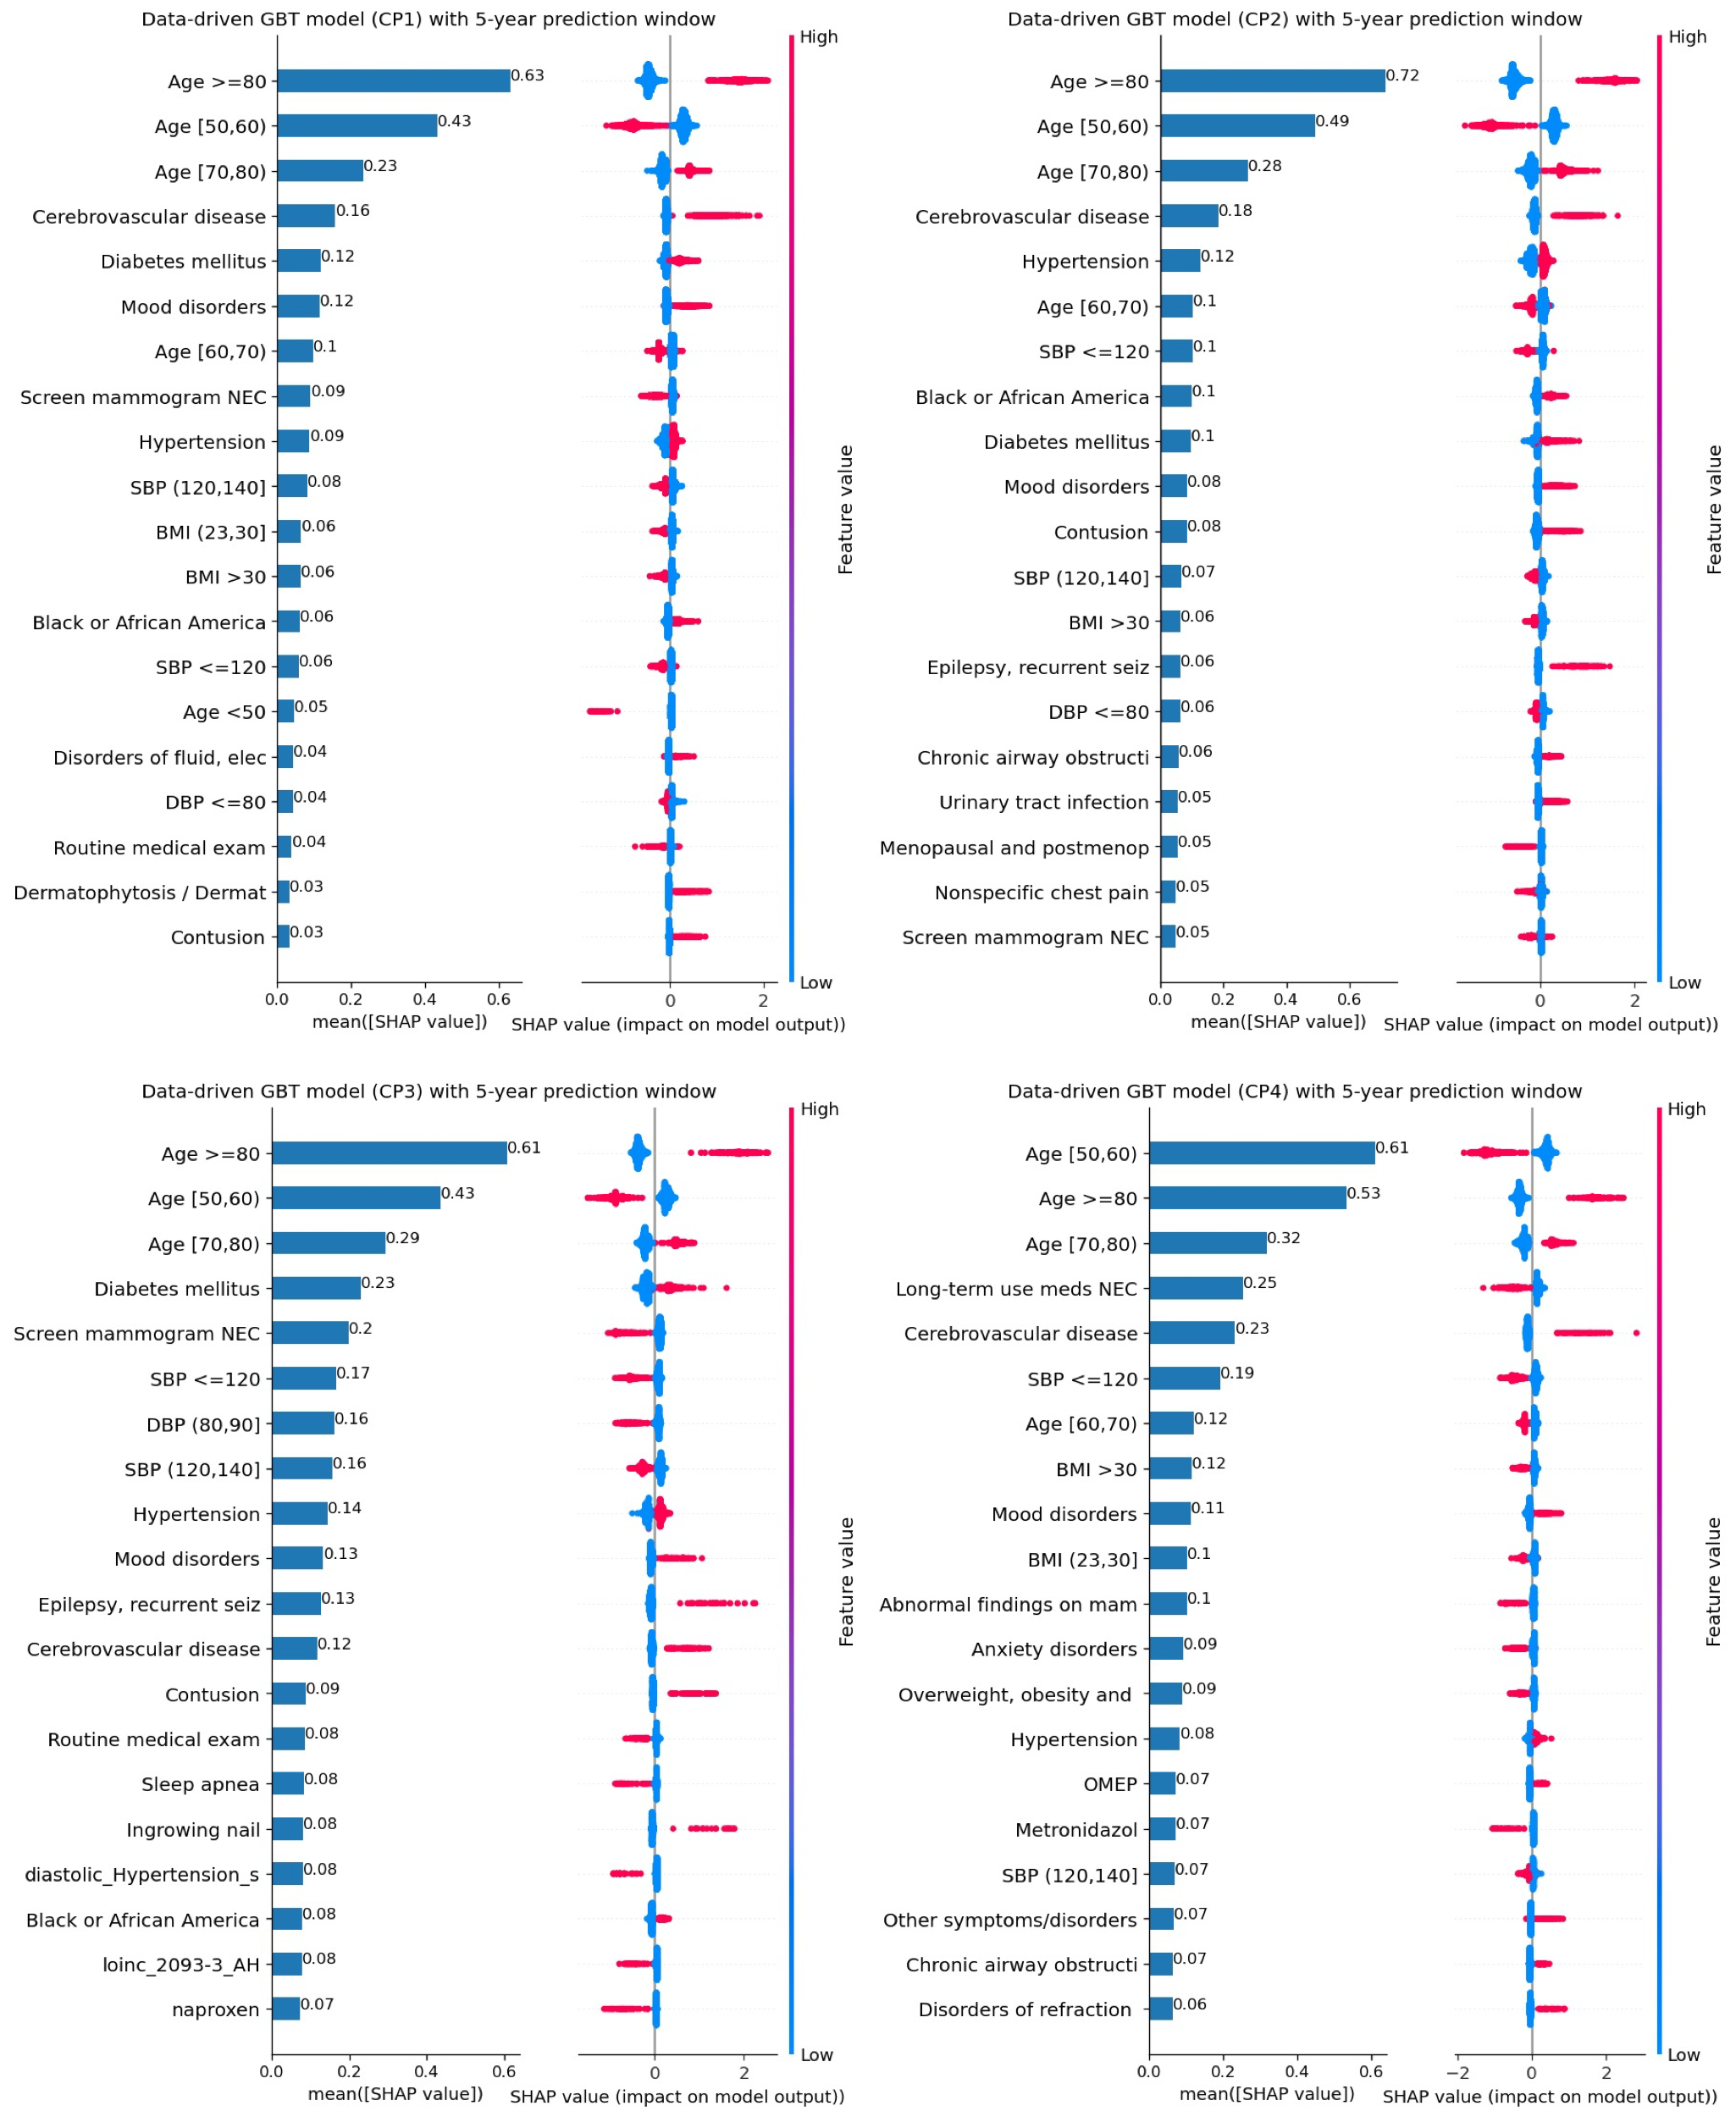 Data-driven GBT model (CP1) with 5-year prediction window
High
Age >=80 0.63
Age [50,60) 0.43
Age [70,80) 0.23
Cerebrovascular disease 0.16
Diabetes mellitus 0.12
Mood disorders 0.12
Age [60,70) 0.1
Screen mammogram NEC 0.09
Hypertension 0.09
SBP (120,140] 0.08
BMI (23,30] 0.06
BMI >30 0.06
Black or African America 0.06
SBP <=120 0.06
Age <50 0.05
Disorders of fluid, elec 0.04
DBP <=80 0.04
Routine medical exam 0.04
Dermatophytosis / Dermat 0.03
Contusion 0.03
Feature value
Low
0.0 0.2 0.4 0.6 0 2
mean([SHAP value]) SHAP value (impact on model output))
Data-driven GBT model (CP2) with 5-year prediction window
High
Age >=80 0.72
Age [50,60) 0.49
Age [70,80) 0.28
Cerebrovascular disease 0.18
Hypertension 0.12
Age [60,70) 0.1
SBP <=120 0.1
Black or African America 0.1
Diabetes mellitus 0.1
Mood disorders 0.08
Contusion 0.08
SBP (120,140] 0.07
BMI >30 0.06
Epilepsy, recurrent seiz 0.06
DBP <=80 0.06
Chronic airway obstructi 0.06
Urinary tract infection 0.05
Menopausal and postmenop 0.05
Nonspecific chest pain 0.05
Screen mammogram NEC 0.05
Feature value
Low
0.0 0.2 0.4 0.6 0 2
mean([SHAP value]) SHAP value (impact on model output))
Data-driven GBT model (CP3) with 5-year prediction window
High
Age >=80 0.61
Age [50,60) 0.43
Age [70,80) 0.29
Diabetes mellitus 0.23
Screen mammogram NEC 0.2
SBP <=120 0.17
DBP (80,90] 0.16
SBP (120,140] 0.16
Hypertension 0.14
Mood disorders 0.13
Epilepsy, recurrent seiz 0.13
Cerebrovascular disease 0.12
Contusion 0.09
Routine medical exam 0.08
Sleep apnea 0.08
Ingrowing nail 0.08
diastolic_Hypertension_s 0.08
Black or African America 0.08
loinc_2093-3_AH 0.08
naproxen 0.07
Feature value
Low
0.0 0.2 0.4 0.6 0 2
mean([SHAP value]) SHAP value (impact on model output))
Data-driven GBT model (CP4) with 5-year prediction window
High
Age [50,60) 0.61
Age >=80 0.53
Age [70,80) 0.32
Long-term use meds NEC 0.25
Cerebrovascular disease 0.23
SBP <=120 0.19
Age [60,70) 0.12
BMI >30 0.12
Mood disorders 0.11
BMI (23,30] 0.1
Abnormal findings on mam 0.1
Anxiety disorders 0.09
Overweight, obesity and 0.09
Hypertension 0.08
OMEP 0.07
Metronidazol 0.07
SBP (120,140] 0.07
Other symptoms/disorders 0.07
Chronic airway obstructi 0.07
Disorders of refraction 0.06
Feature value
Low
0.0 0.2 0.4 0.6 −2 0 2
mean([SHAP value]) SHAP value (impact on model output))